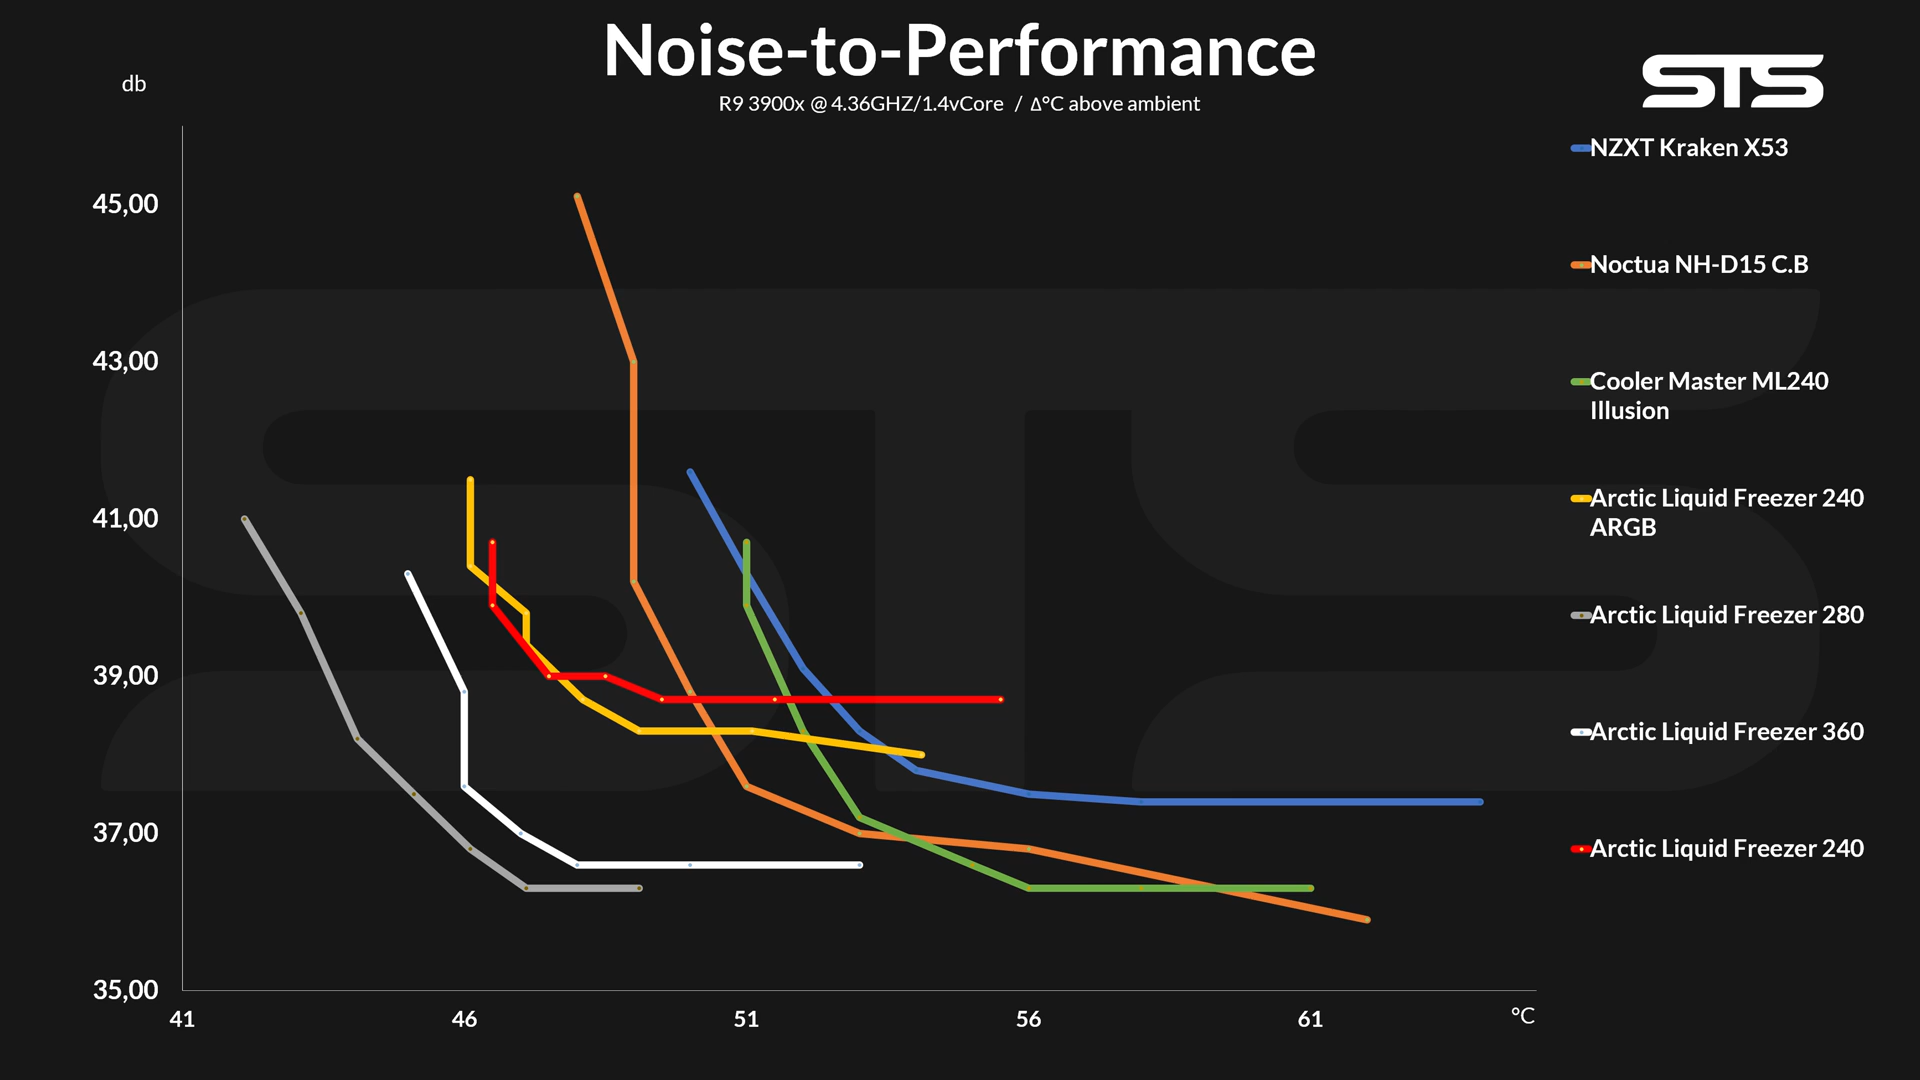 Noise-to-Performance
R9 3900x @ 4.36GHZ/1.4vCore / Δ°C above ambient
STS
db
45,00
43,00
41,00
39,00
37,00
35,00
41
46
51
56
61
°C
NZXT Kraken X53
Noctua NH-D15 C.B
Cooler Master ML240
Illusion
Arctic Liquid Freezer 240
ARGB
Arctic Liquid Freezer 280
Arctic Liquid Freezer 360
Arctic Liquid Freezer 240
STS